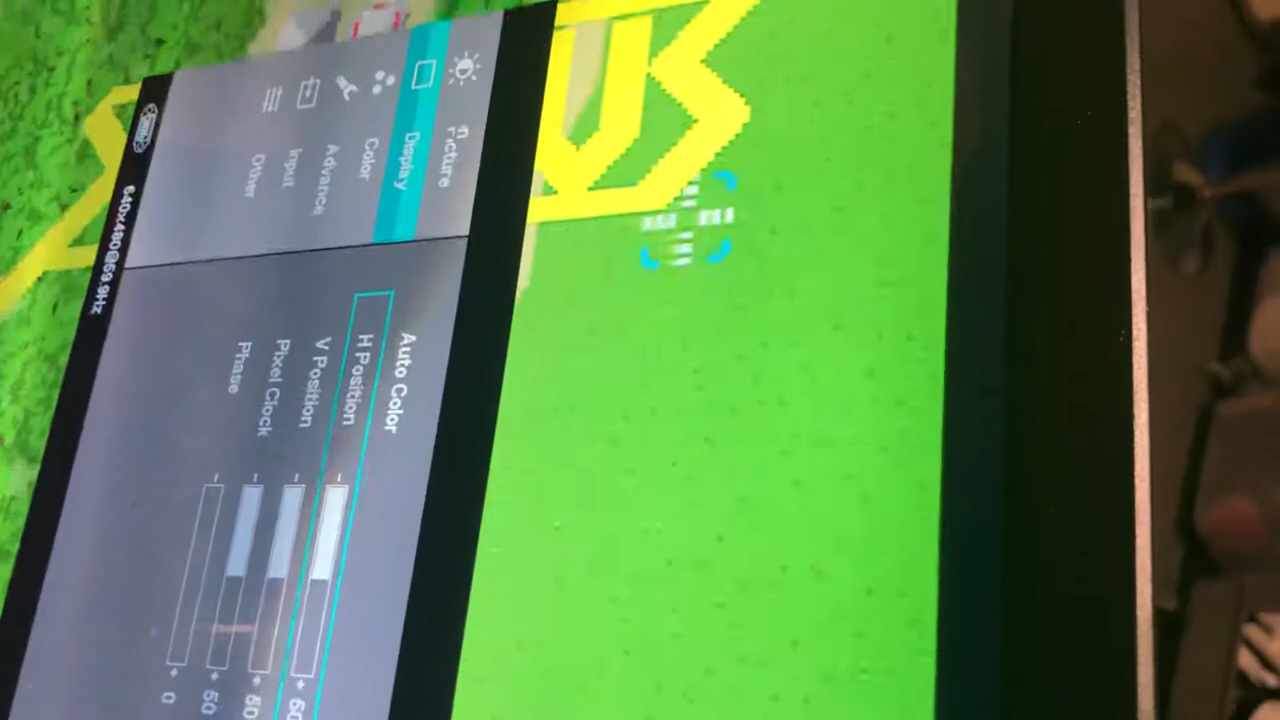 Picture
Display
Color
Advance
Input
Other
Auto Color
H Position
V Position
Pixel Clock
Phase
- + 50
- + 50
- + 50
- + 0
640x480@59.9Hz